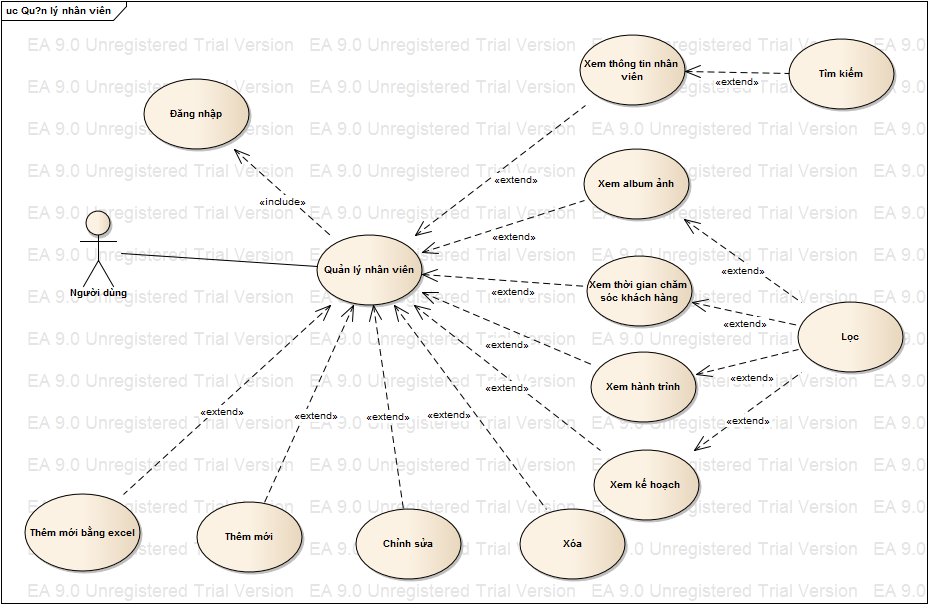 uc Qu?n lý nhân viên
EA 9.0 Unregistered Trial Version
Xem thông tin nhân
viên
Tìm kiếm
«extend»
Đăng nhập
«extend»
Xem album ảnh
«include»
«extend»
Người dùng
Quản lý nhân viên
«extend»
Xem thời gian chăm
sóc khách hàng
«extend»
«extend»
«extend»
Lọc
«extend»
Xem hành trình
«extend»
«extend»
«extend»
«extend»
«extend»
«extend»
«extend»
Xem kế hoạch
Thêm mới bằng excel
Thêm mới
Chỉnh sửa
Xóa